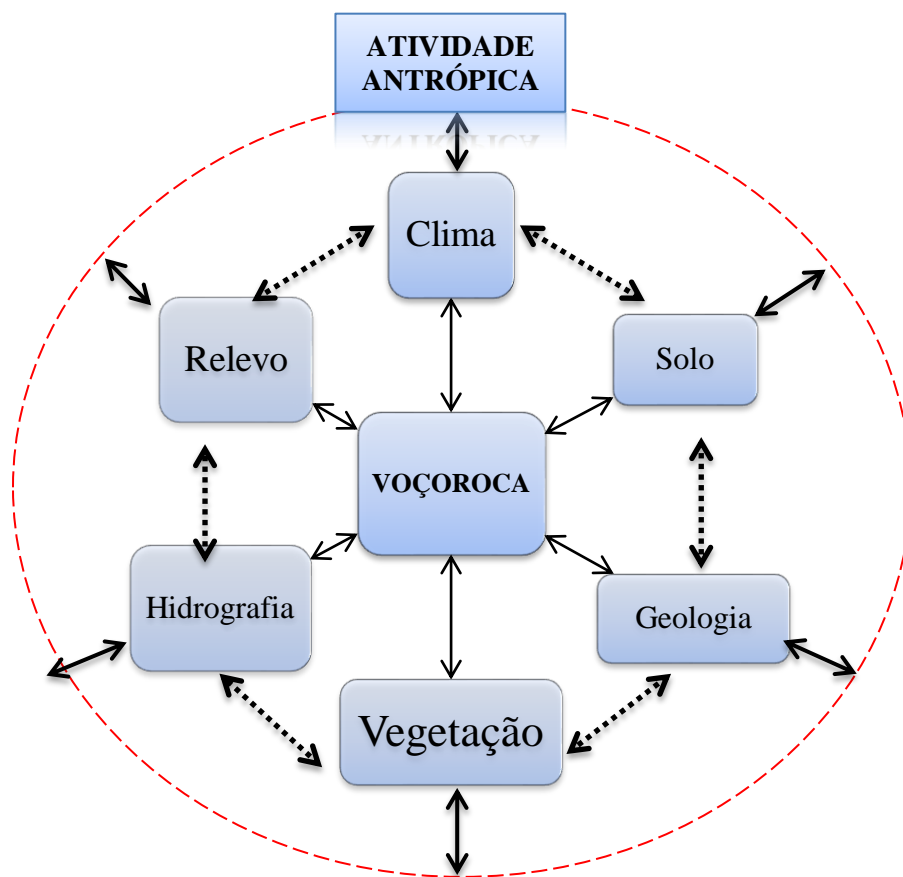 ATIVIDADE
ANTRÓPICA
Clima
Relevo
Solo
VOÇOROCA
Hidrografia
Geologia
Vegetação